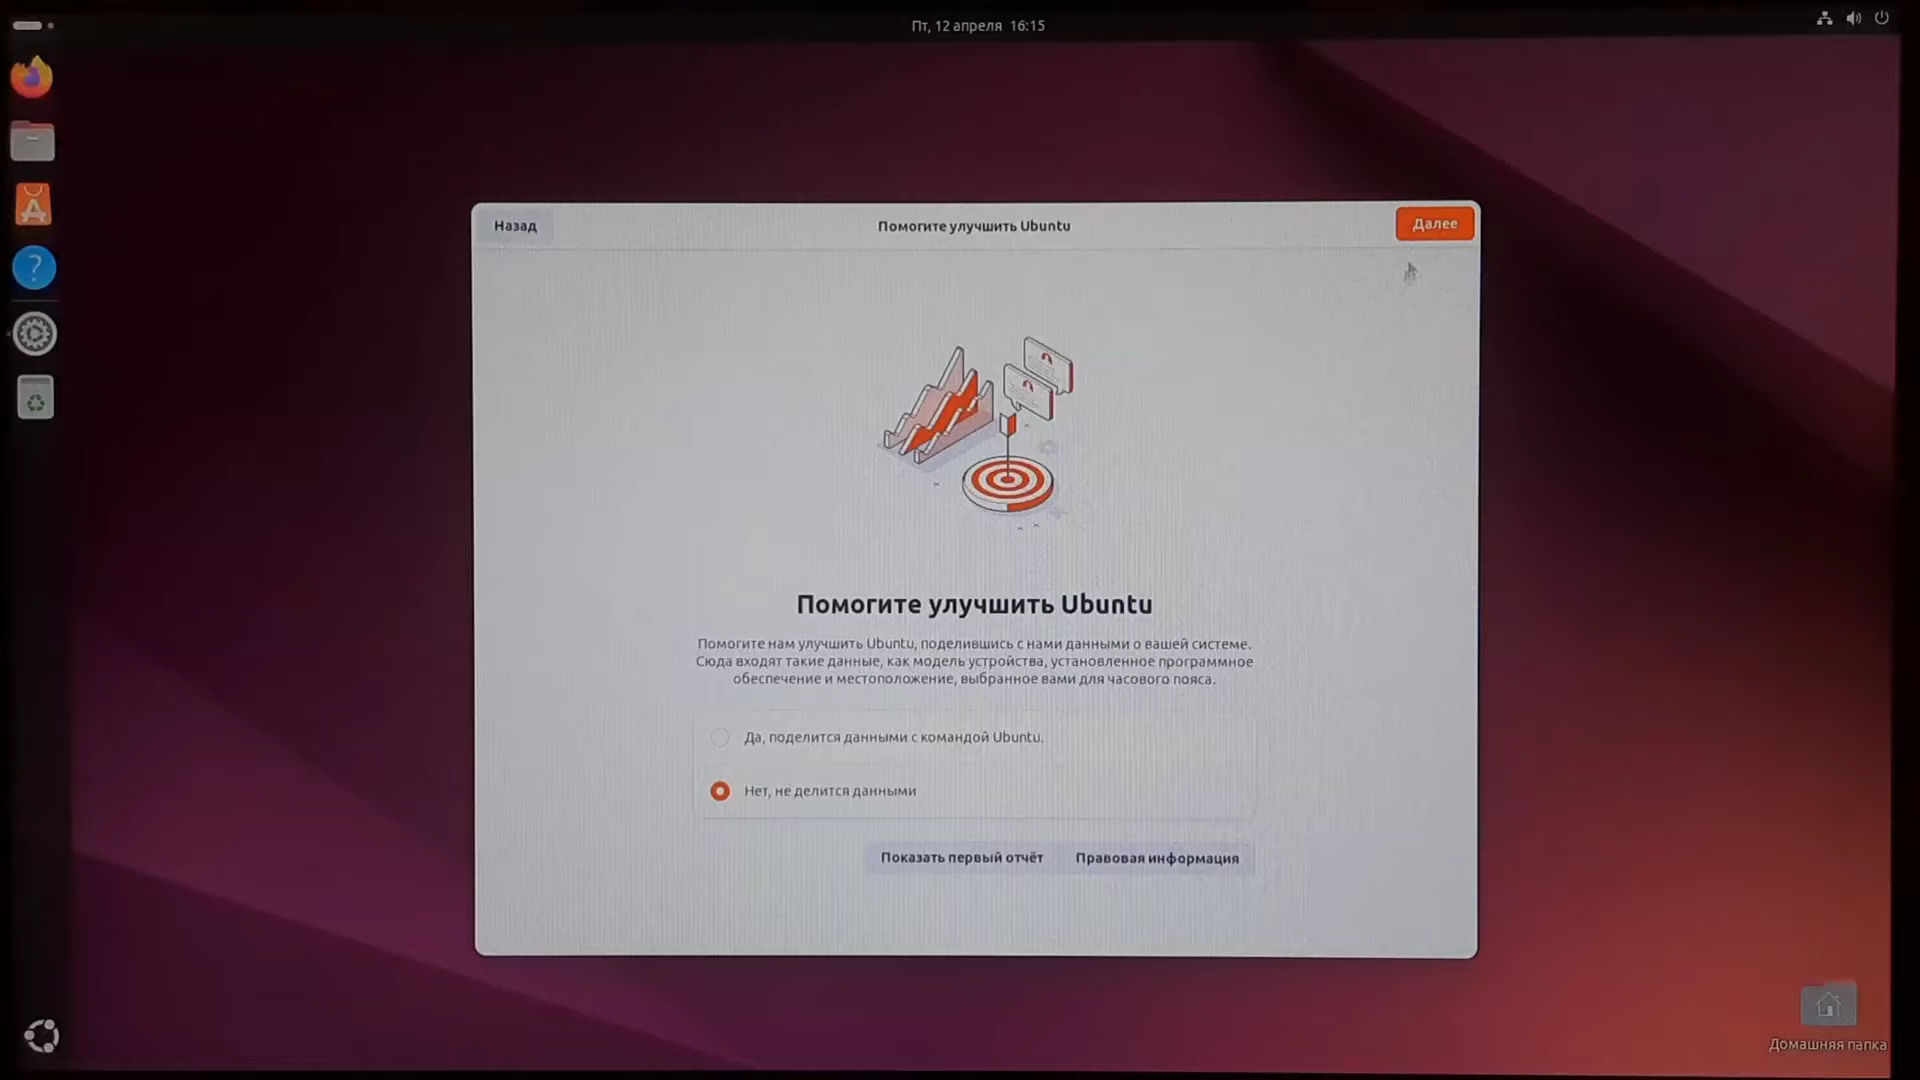 Пт, 12 апреля 16:15
Назад
Помогите улучшить Ubuntu
Далее
Помогите улучшить Ubuntu
Помогите нам улучшить Ubuntu, поделившись с нами данными о вашей системе.
Сюда входят такие данные, как модель устройства, установленное программное
обеспечение и местоположение, выбранное вами для часового пояса.
Да, поделится данными с командой Ubuntu.
Нет, не делится данными
Показать первый отчёт
Правовая информация
Домашняя папка